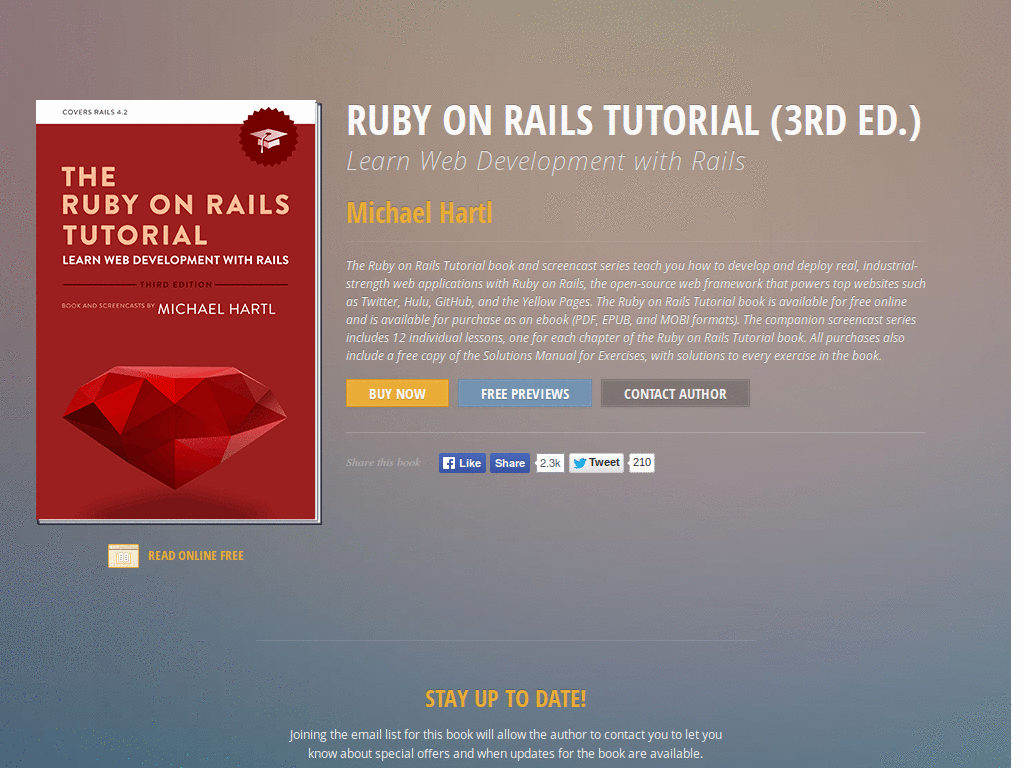 COVERS RAILS 4.2
THE
RUBY ON RAILS
TUTORIAL
LEARN WEB DEVELOPMENT WITH RAILS
THIRD EDITION
BOOK AND SCREENCASTS BY MICHAEL HARTL
READ ONLINE FREE
RUBY ON RAILS TUTORIAL (3RD ED.)
Learn Web Development with Rails
Michael Hartl
The Ruby on Rails Tutorial book and screencast series teach you how to develop and deploy real, industrial-
strength web applications with Ruby on Rails, the open-source web framework that powers top websites such
as Twitter, Hulu, GitHub, and the Yellow Pages. The Ruby on Rails Tutorial book is available for free online
and is available for purchase as an ebook (PDF, EPUB, and MOBI formats). The companion screencast series
includes 12 individual lessons, one for each chapter of the Ruby on Rails Tutorial book. All purchases also
include a free copy of the Solutions Manual for Exercises, with solutions to every exercise in the book.
BUY NOW FREE PREVIEWS CONTACT AUTHOR
Share this book Like Share 2.3k Tweet 210
STAY UP TO DATE!
Joining the email list for this book will allow the author to contact you to let you
know about special offers and when updates for the book are available.